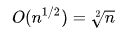 O(n^{1/2}) = \sqrt[2]{n}